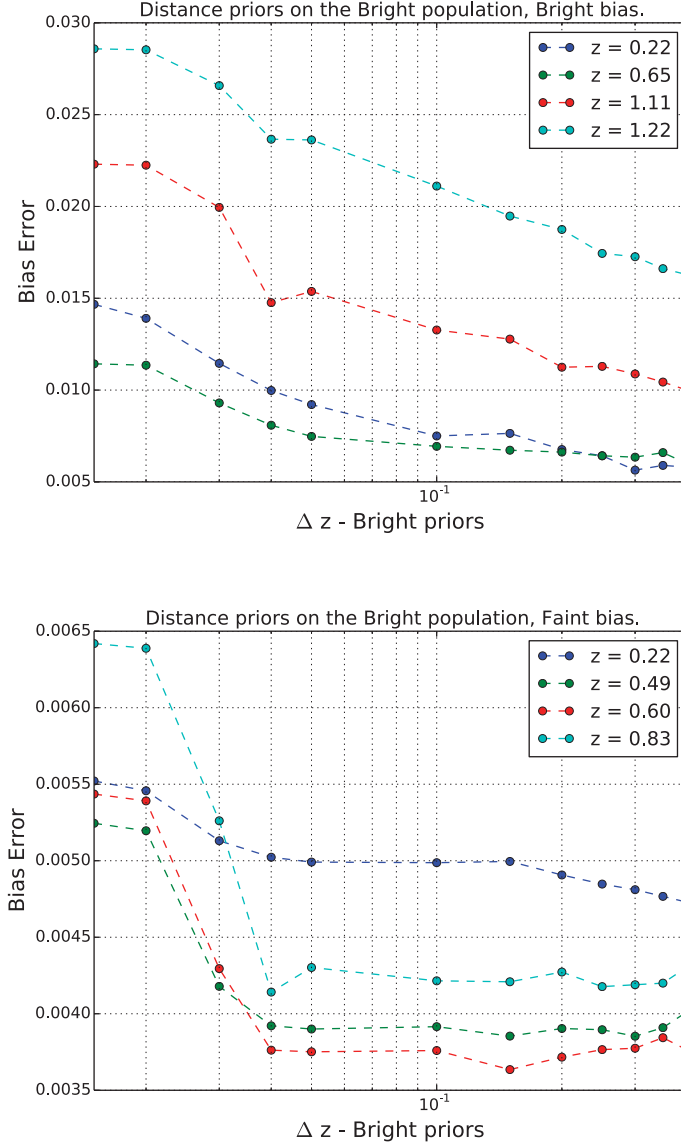 Distance priors on the Bright population, Bright bias.
0.030
0.025
0.020
0.015
0.010
0.005
Bias Error
z = 0.22
z = 0.65
z = 1.11
z = 1.22
10^-1
Δ z - Bright priors
Distance priors on the Bright population, Faint bias.
0.0065
0.0060
0.0055
0.0050
0.0045
0.0040
0.0035
Bias Error
z = 0.22
z = 0.49
z = 0.60
z = 0.83
10^-1
Δ z - Bright priors